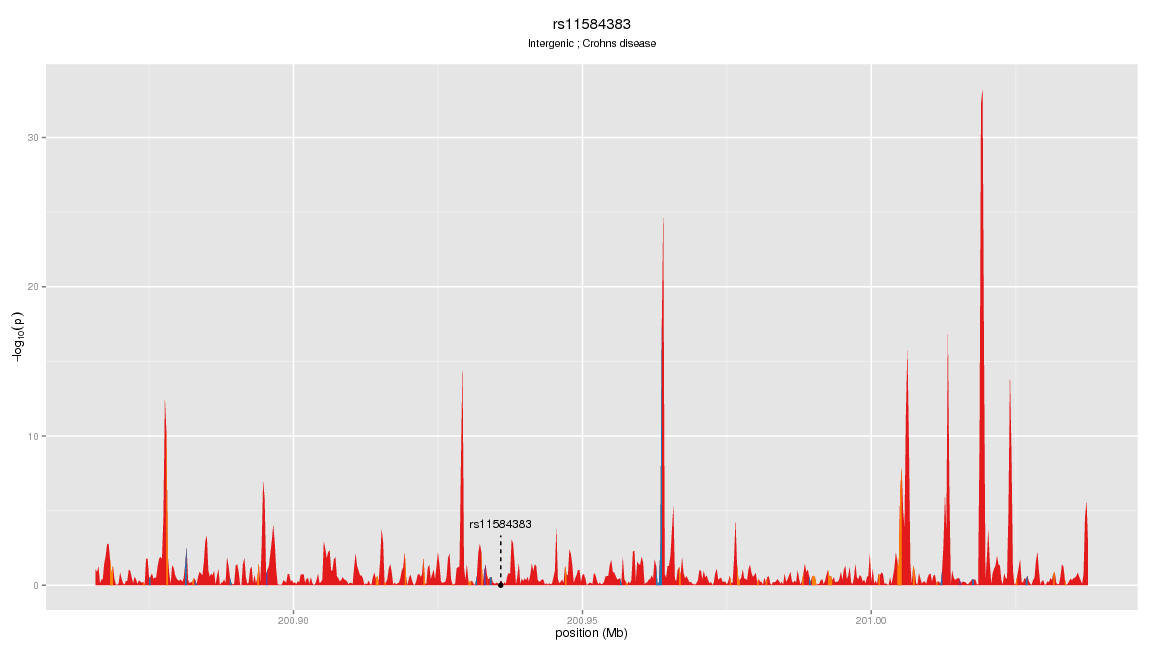 rs11584383
Intergenic ; Crohns disease
30
20
10
0
−log10(p)
rs11584383
200.90
200.95
201.00
position (Mb)